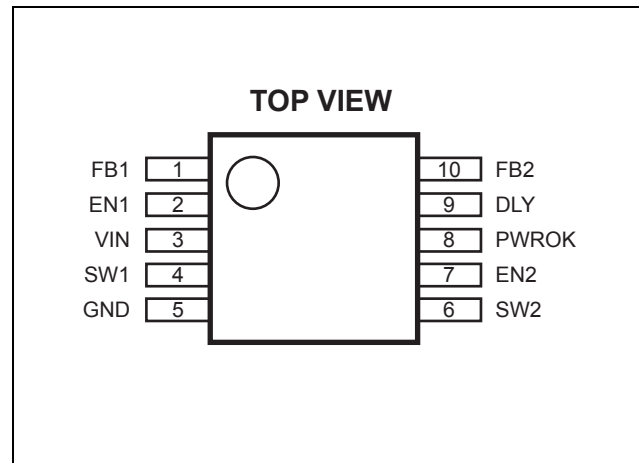 TOP VIEW
FB1 1 10 FB2
EN1 2 9 DLY
VIN 3 8 PWROK
SW1 4 7 EN2
GND 5 6 SW2